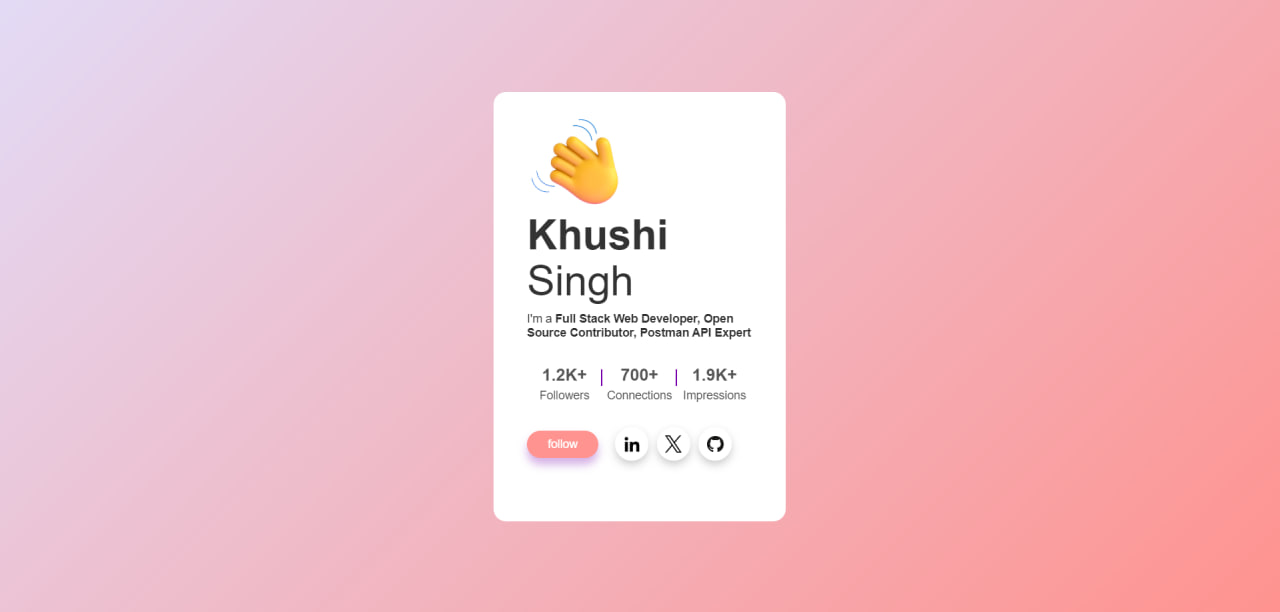 Khushi
Singh
I'm a Full Stack Web Developer, Open
Source Contributor, Postman API Expert
1.2K+ 700+ 1.9K+
Followers Connections Impressions
follow in X